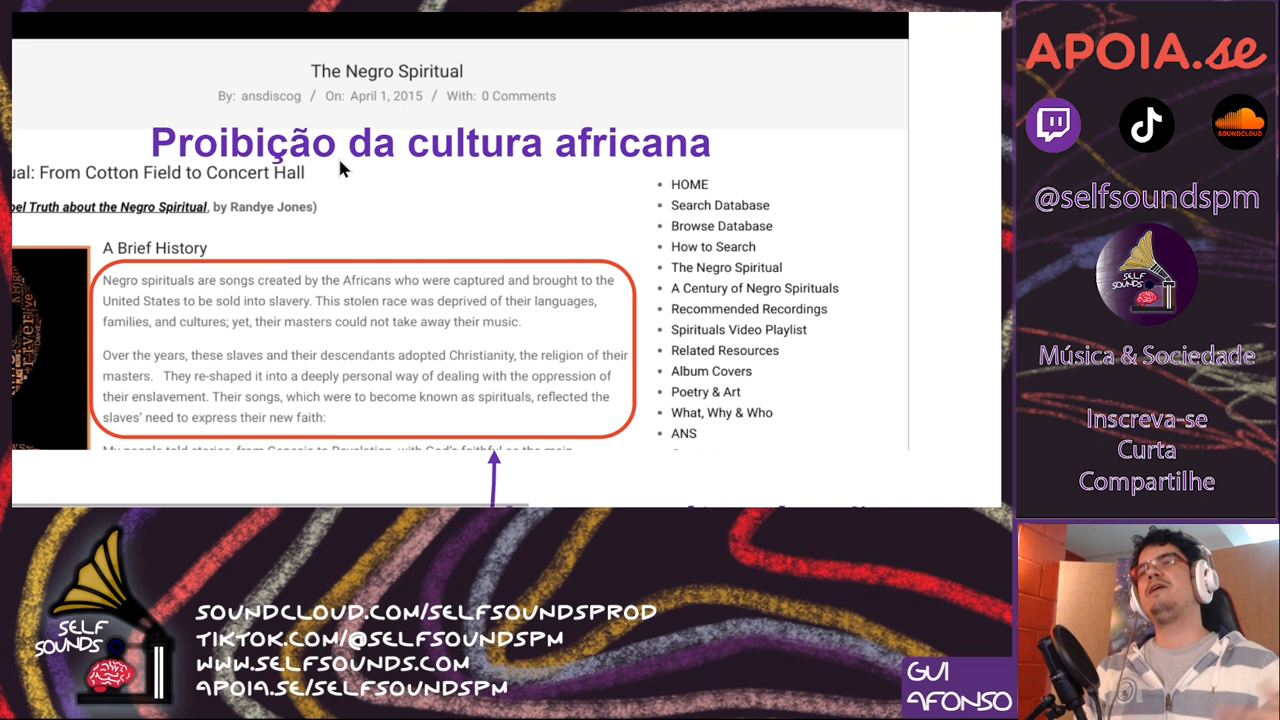 The Negro Spiritual
By: ansdiscog / On: April 1, 2015 / With: 0 Comments
Proibição da cultura africana
: From Cotton Field to Concert Hall
Truth about the Negro Spiritual, by Randye Jones)
A Brief History
Negro spirituals are songs created by the Africans who were captured and brought to the
United States to be sold into slavery. This stolen race was deprived of their languages,
families, and cultures; yet, their masters could not take away their music.
Over the years, these slaves and their descendants adopted Christianity, the religion of their
masters. They re-shaped it into a deeply personal way of dealing with the oppression of
their enslavement. Their songs, which were to become known as spirituals, reflected the
slaves' need to express their new faith:
HOME
Search Database
Browse Database
How to Search
The Negro Spiritual
A Century of Negro Spirituals
Recommended Recordings
Spirituals Video Playlist
Related Resources
Album Covers
Poetry & Art
What, Why & Who
ANS
APOIA.se
SOUNDCLOUD
@selfsoundspm
SELF
SOUNDS
Música & Sociedade
Inscreva-se
Curta
Compartilhe
SELF
SOUNDS
SOUNDCLOUD.COM/SELFSOUNDSPROD
TIKTOK.COM/@SELFSOUNDSPM
WWW.SELFSOUNDS.COM
APOIA.SE/SELFSOUNDSPM
GUI
AFONSO